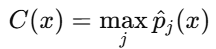 C(x) = max_j p̂_j(x)